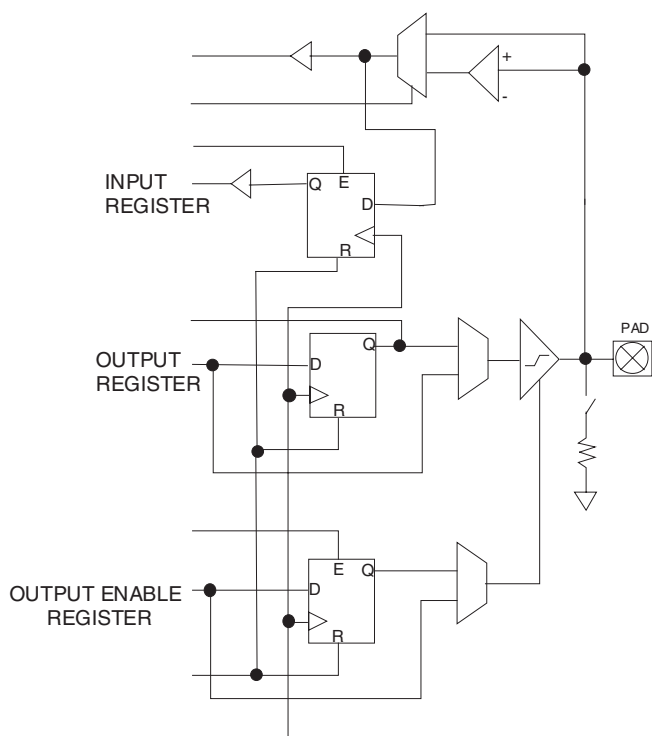 +
-
INPUT
REGISTER
Q
E
D
R
PAD
OUTPUT
REGISTER
D
Q
R
OUTPUT ENABLE
REGISTER
E
Q
D
R